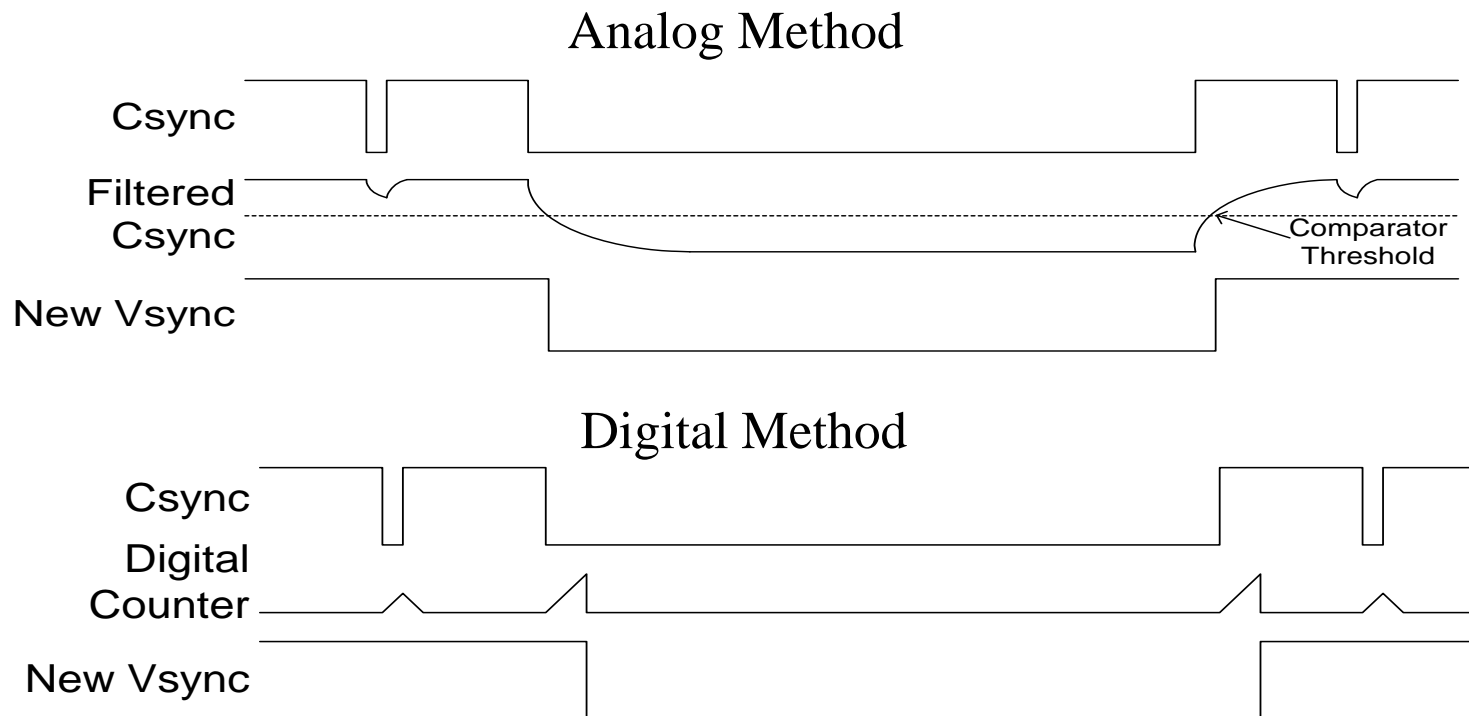 Analog Method
Csync
Filtered
Csync
Comparator
Threshold
New Vsync
Digital Method
Csync
Digital
Counter
New Vsync